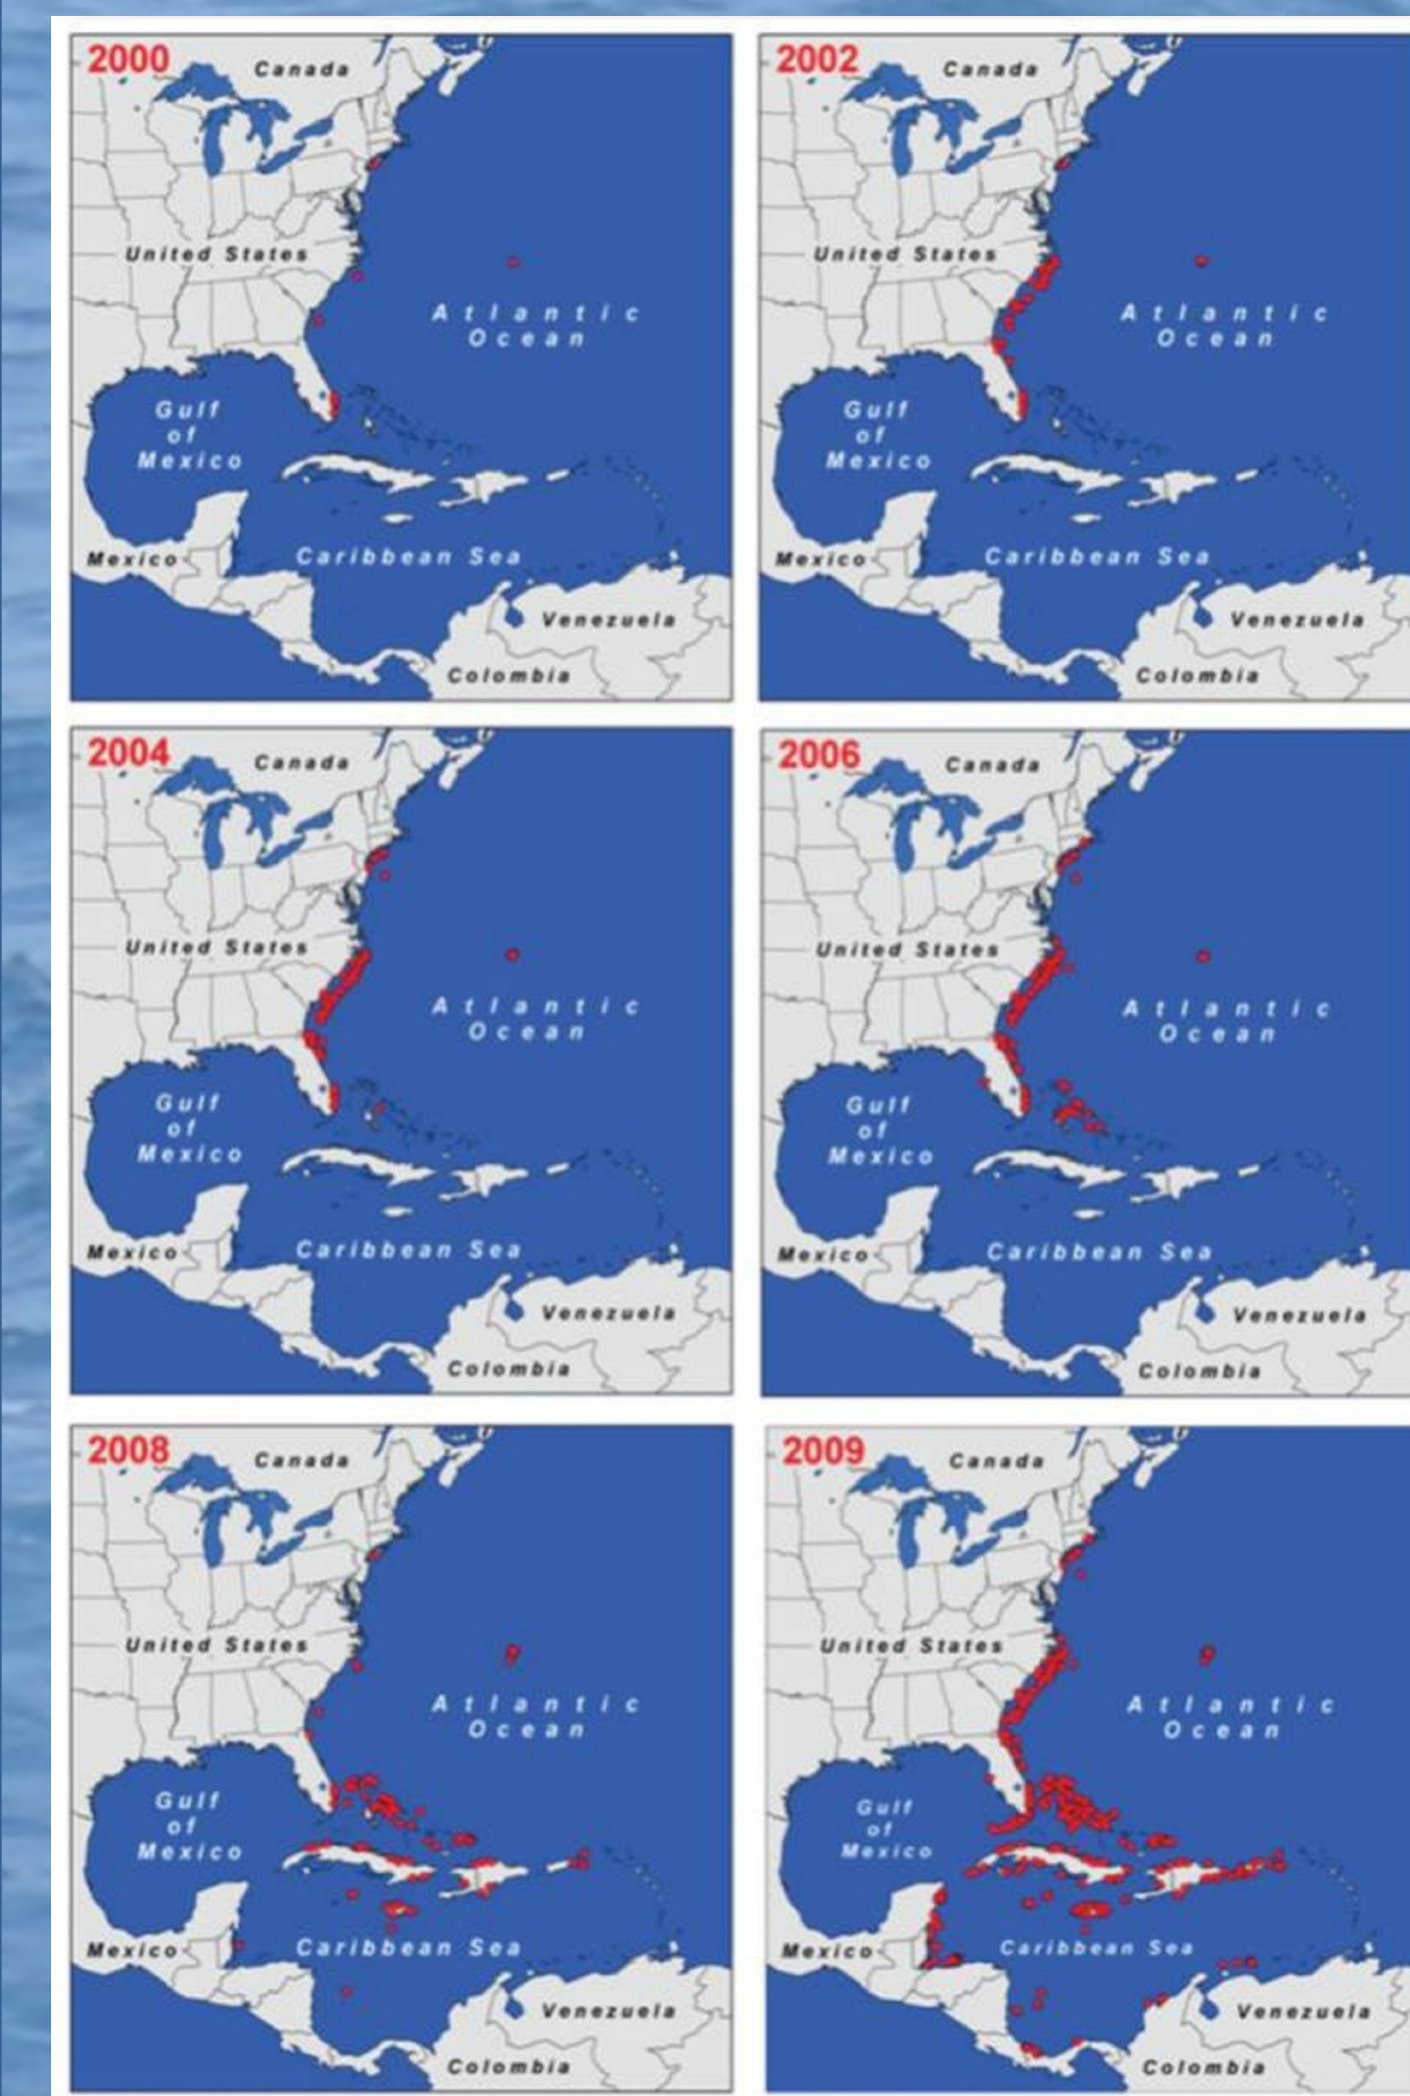 2000
Canada
United States
Atlantic
Ocean
Gulf
of
Mexico
Mexico
Caribbean Sea
Venezuela
Colombia
2002
Canada
United States
Atlantic
Ocean
Gulf
of
Mexico
Mexico
Caribbean Sea
Venezuela
Colombia
2004
Canada
United States
Atlantic
Ocean
Gulf
of
Mexico
Mexico
Caribbean Sea
Venezuela
Colombia
2006
Canada
United States
Atlantic
Ocean
Gulf
of
Mexico
Mexico
Caribbean Sea
Venezuela
Colombia
2008
Canada
United States
Atlantic
Ocean
Gulf
of
Mexico
Mexico
Caribbean Sea
Venezuela
Colombia
2009
Canada
United States
Atlantic
Ocean
Gulf
of
Mexico
Mexico
Caribbean Sea
Venezuela
Colombia